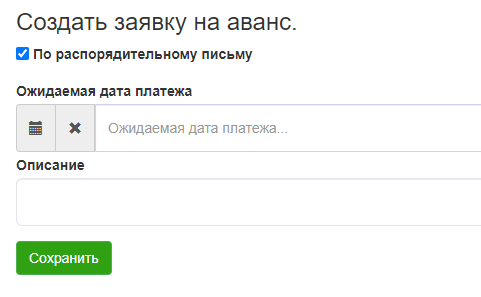 Создать заявку на аванс.
По распорядительному письму
Ожидаемая дата платежа
Ожидаемая дата платежа...
Описание
Сохранить